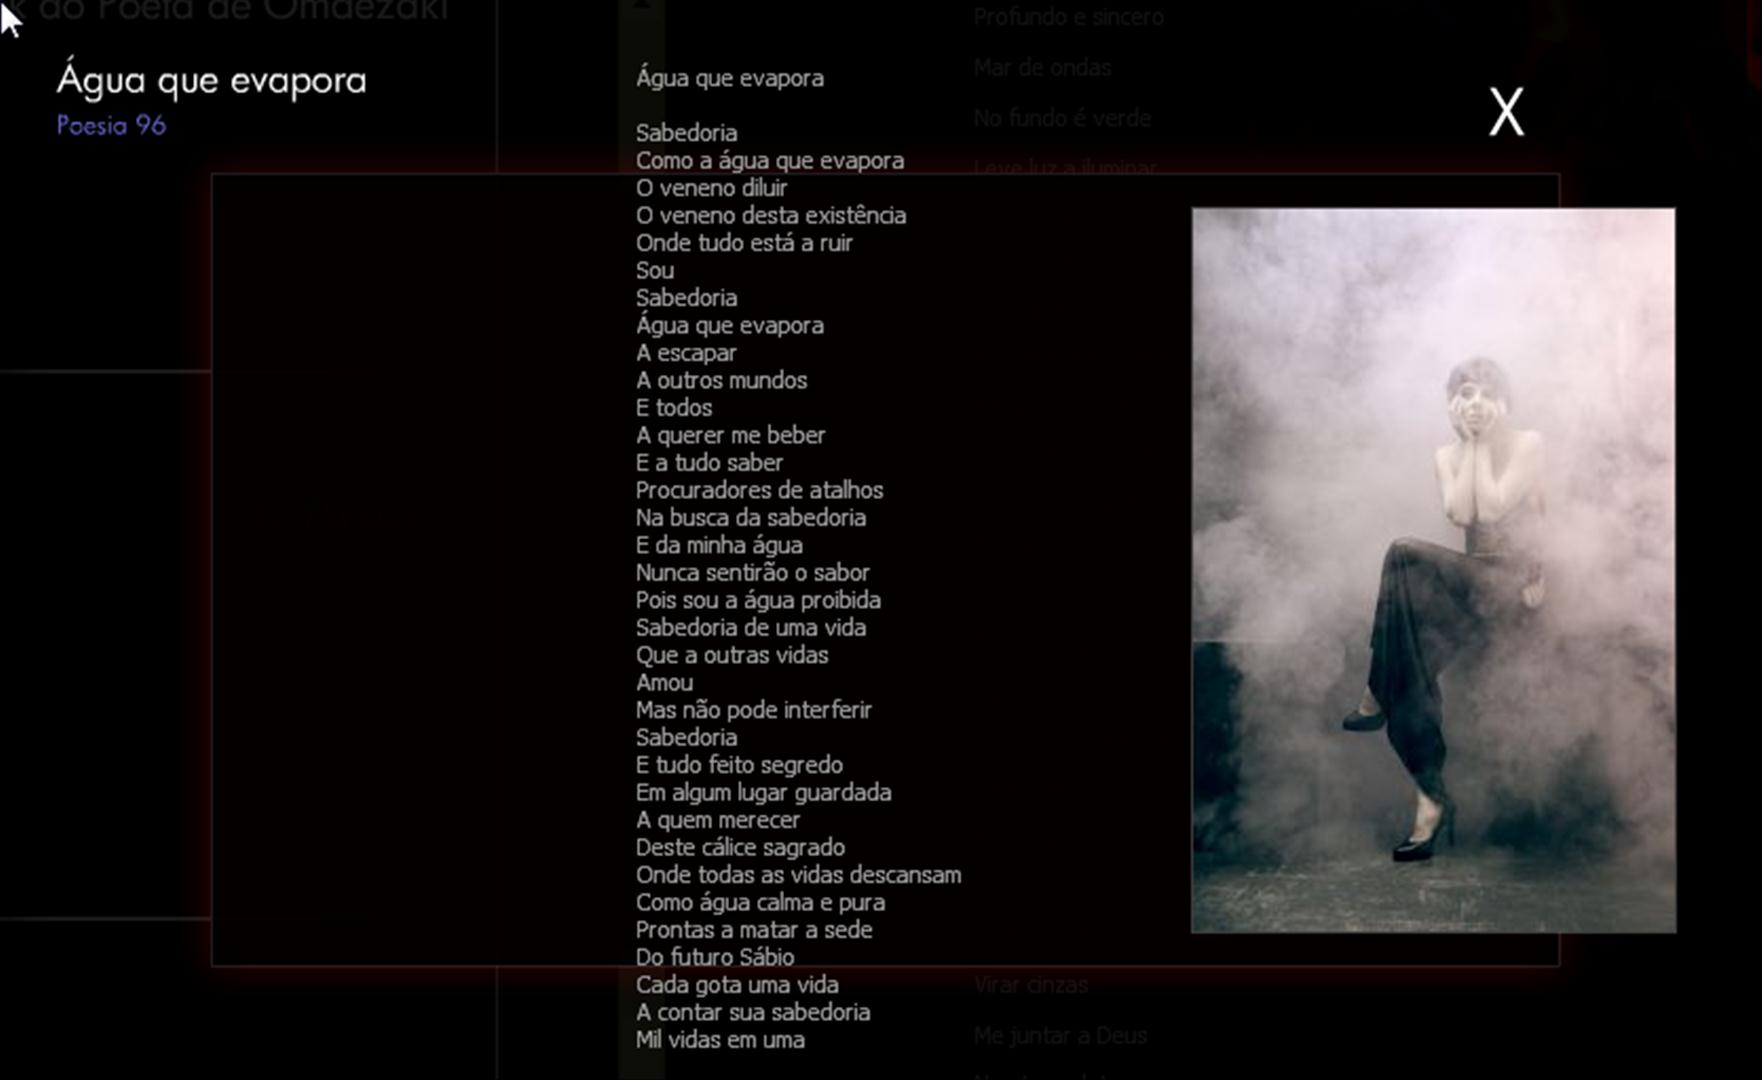 do Poeta de Omaezaki
Água que evapora
Poesia 96
X
Água que evapora
Sabedoria
Como a água que evapora
O veneno diluir
O veneno desta existência
Onde tudo está a ruir
Sou
Sabedoria
Água que evapora
A escapar
A outros mundos
E todos
A querer me beber
E a tudo saber
Procuradores de atalhos
Na busca da sabedoria
E da minha água
Nunca sentirão o sabor
Pois sou a água proibida
Sabedoria de uma vida
Que a outras vidas
Amou
Mas não pode interferir
Sabedoria
E tudo feito segredo
Em algum lugar guardada
A quem merecer
Deste cálice sagrado
Onde todas as vidas descansam
Como água calma e pura
Prontas a matar a sede
Do futuro Sábio
Cada gota uma vida
A contar sua sabedoria
Mil vidas em uma
Profundo e sincero
Mar de ondas
No fundo é verde
Leve luz a iluminar
Virar cinzas
Me juntar a Deus